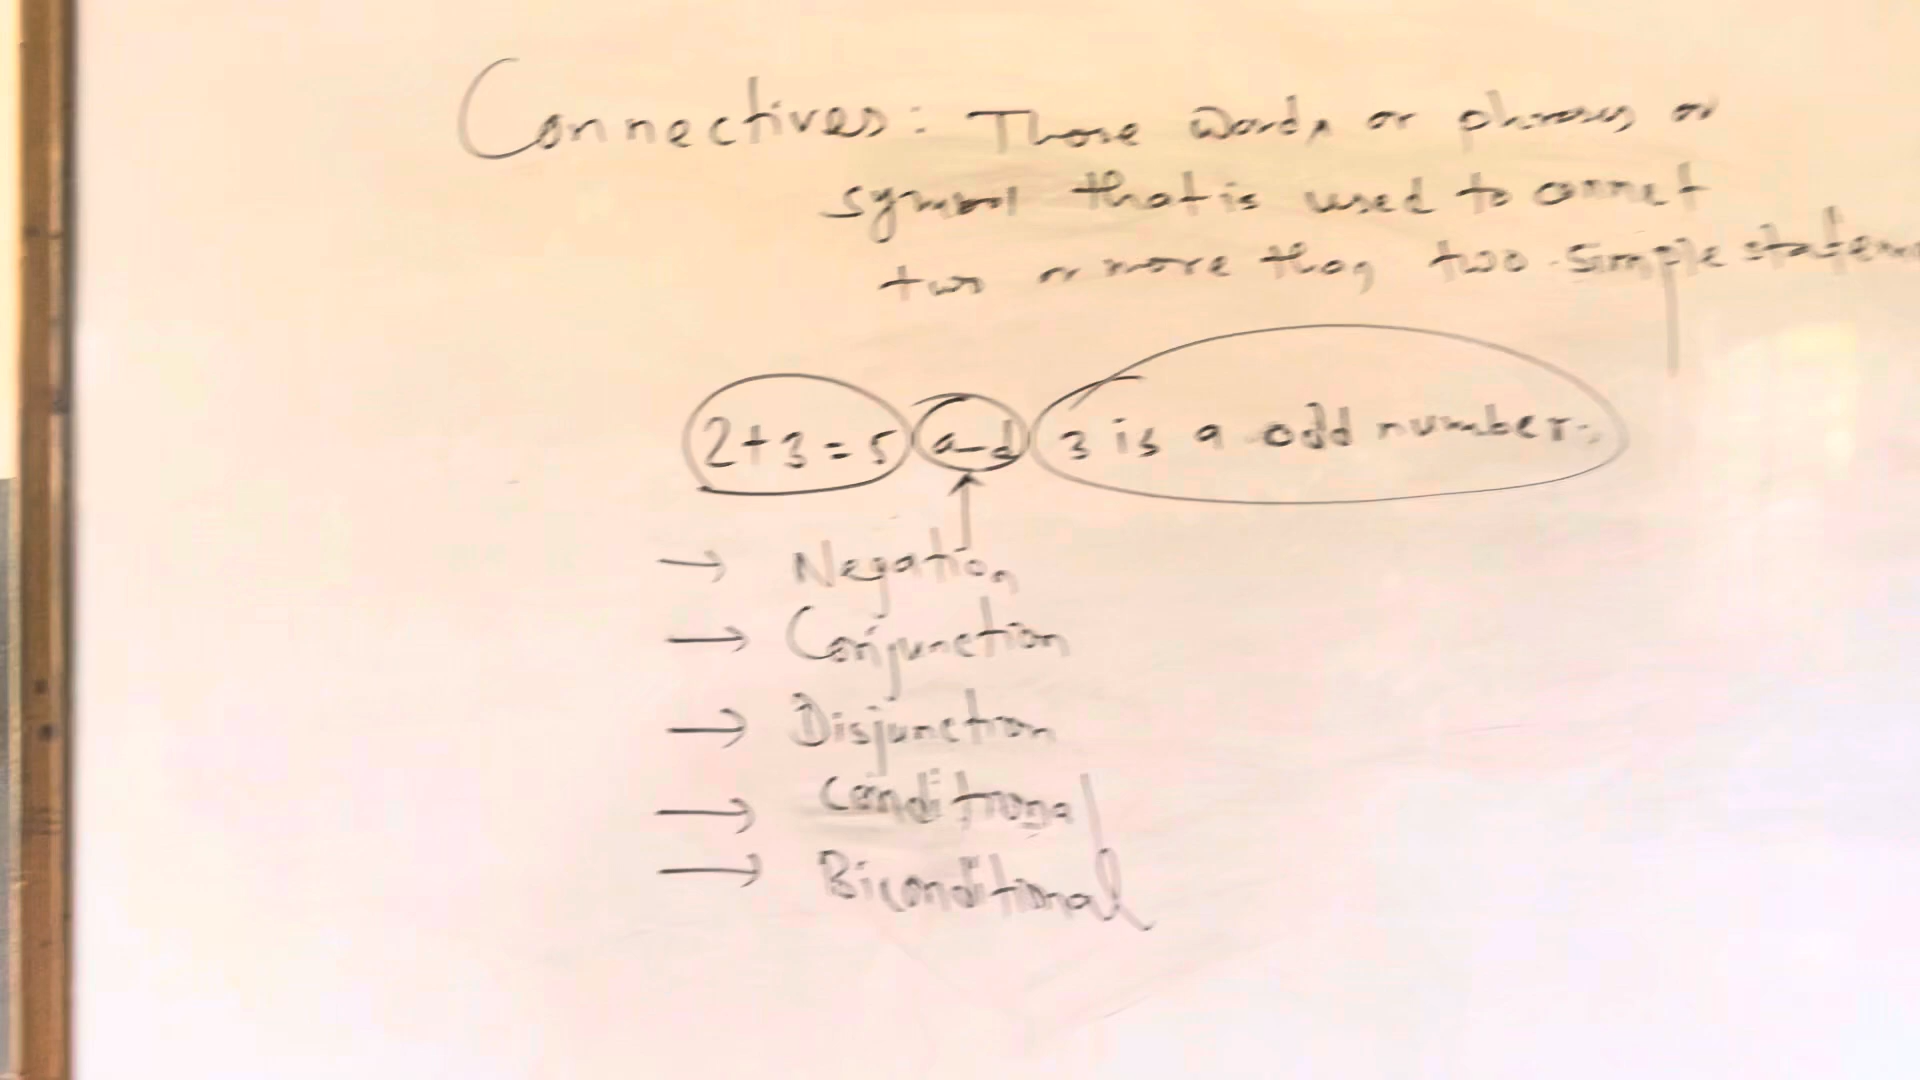 Connectives: Those words or phrases or
symbol that is used to connet
two or more than two simple
2+3=5 and 3 is a odd number.
→ Negation
→ Conjunction
→ Disjunction
→ Conditional
→ Biconditional